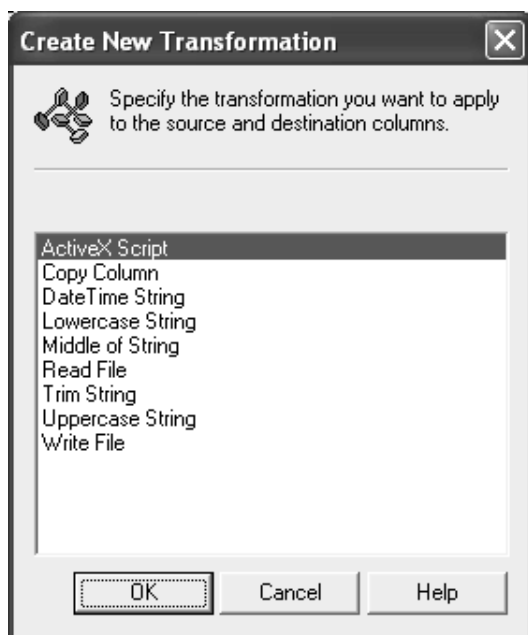 Create New Transformation
Specify the transformation you want to apply
to the source and destination columns.
ActiveX Script
Copy Column
DateTime String
Lowercase String
Middle of String
Read File
Trim String
Uppercase String
Write File
OK
Cancel
Help